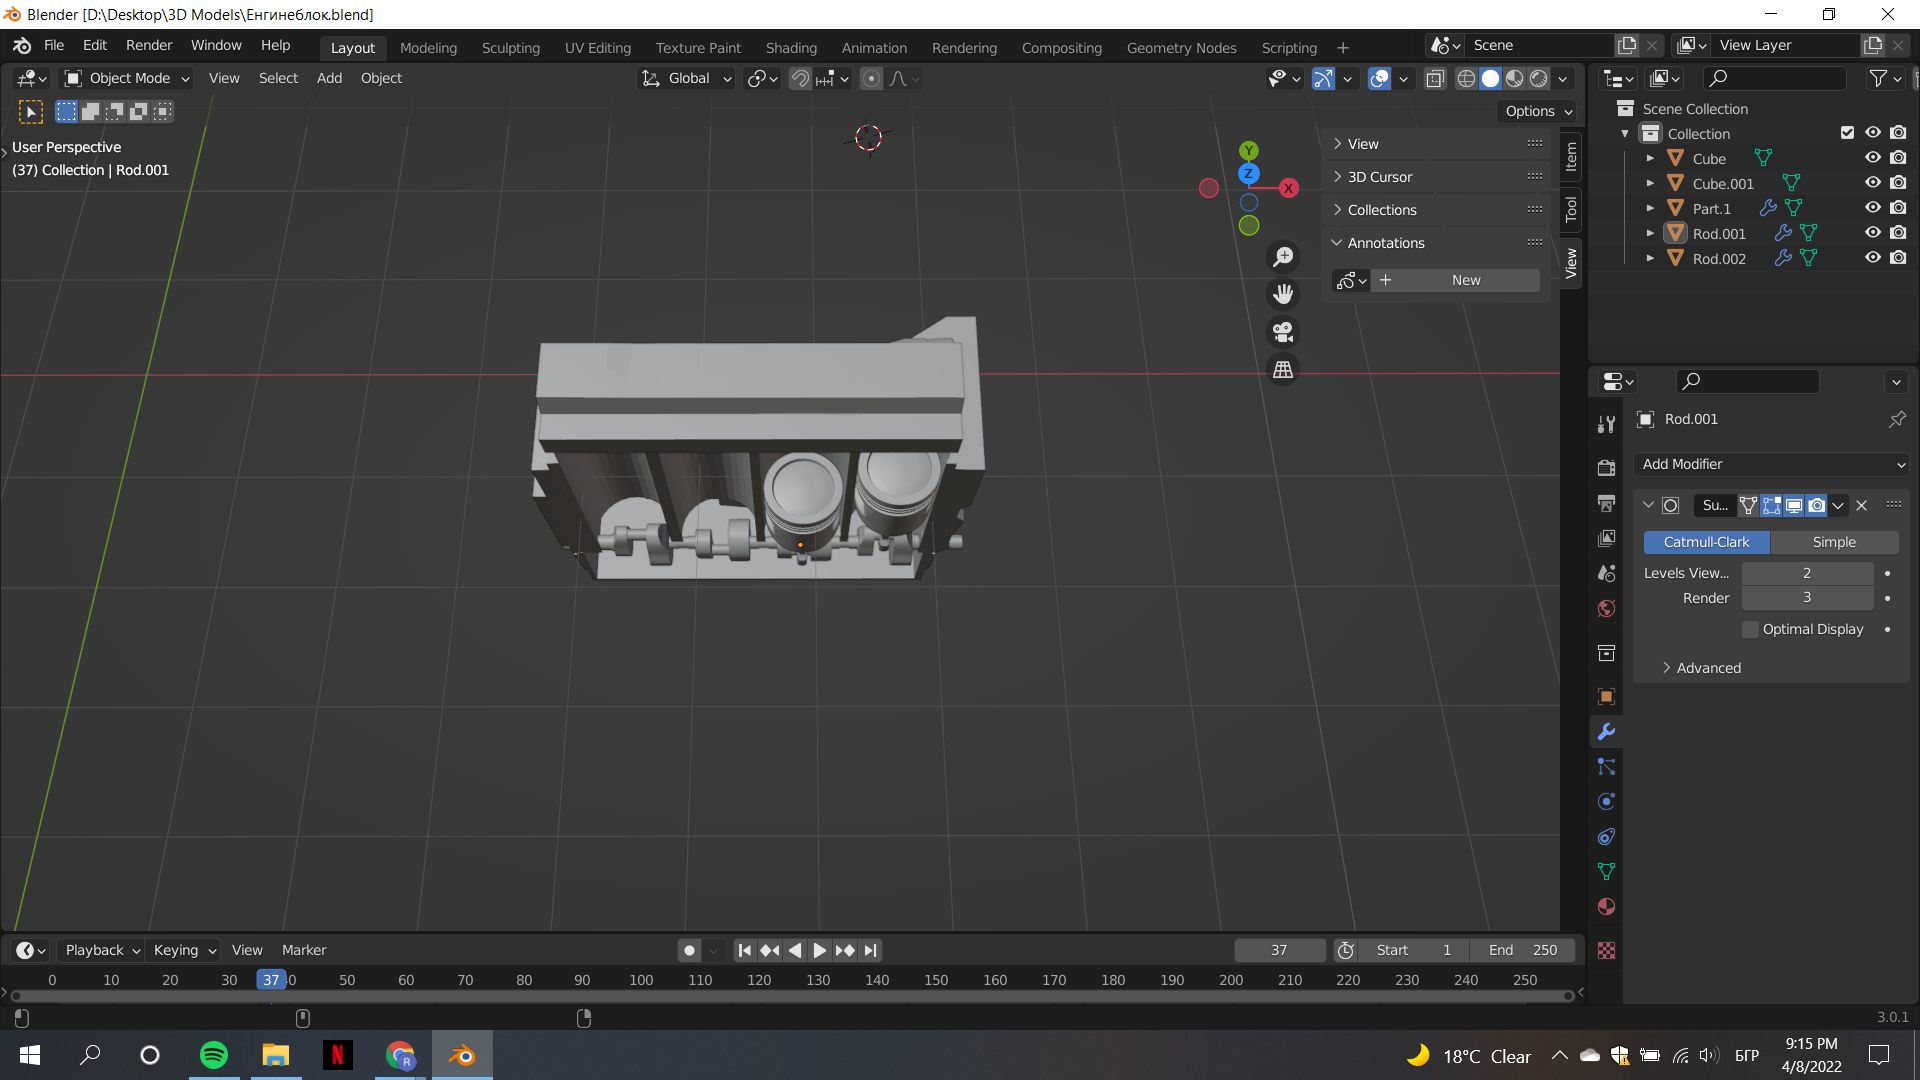 Blender [D:\Desktop\3D Models\Енгинеблок.blend]
File Edit Render Window Help Layout Modeling Sculpting UV Editing Texture Paint Shading Animation Rendering Compositing Geometry Nodes Scripting + Scene View Layer
Object Mode View Select Add Object Global
Options
User Perspective
(37) Collection | Rod.001
Y
Z
X
View
3D Cursor
Collections
Annotations
+ New
Item
Tool
View
Scene Collection
Collection
Cube
Cube.001
Part.1
Rod.001
Rod.002
Rod.001
Add Modifier
Su...
Catmull-Clark Simple
Levels View... 2
Render 3
Optimal Display
Advanced
Playback Keying View Marker 37 Start 1 End 250
0 10 20 30 37 0 50 60 70 80 90 100 110 120 130 140 150 160 170 180 190 200 210 220 230 240 250
3.0.1
N
R
18°C Clear БГР
9:15 PM
4/8/2022